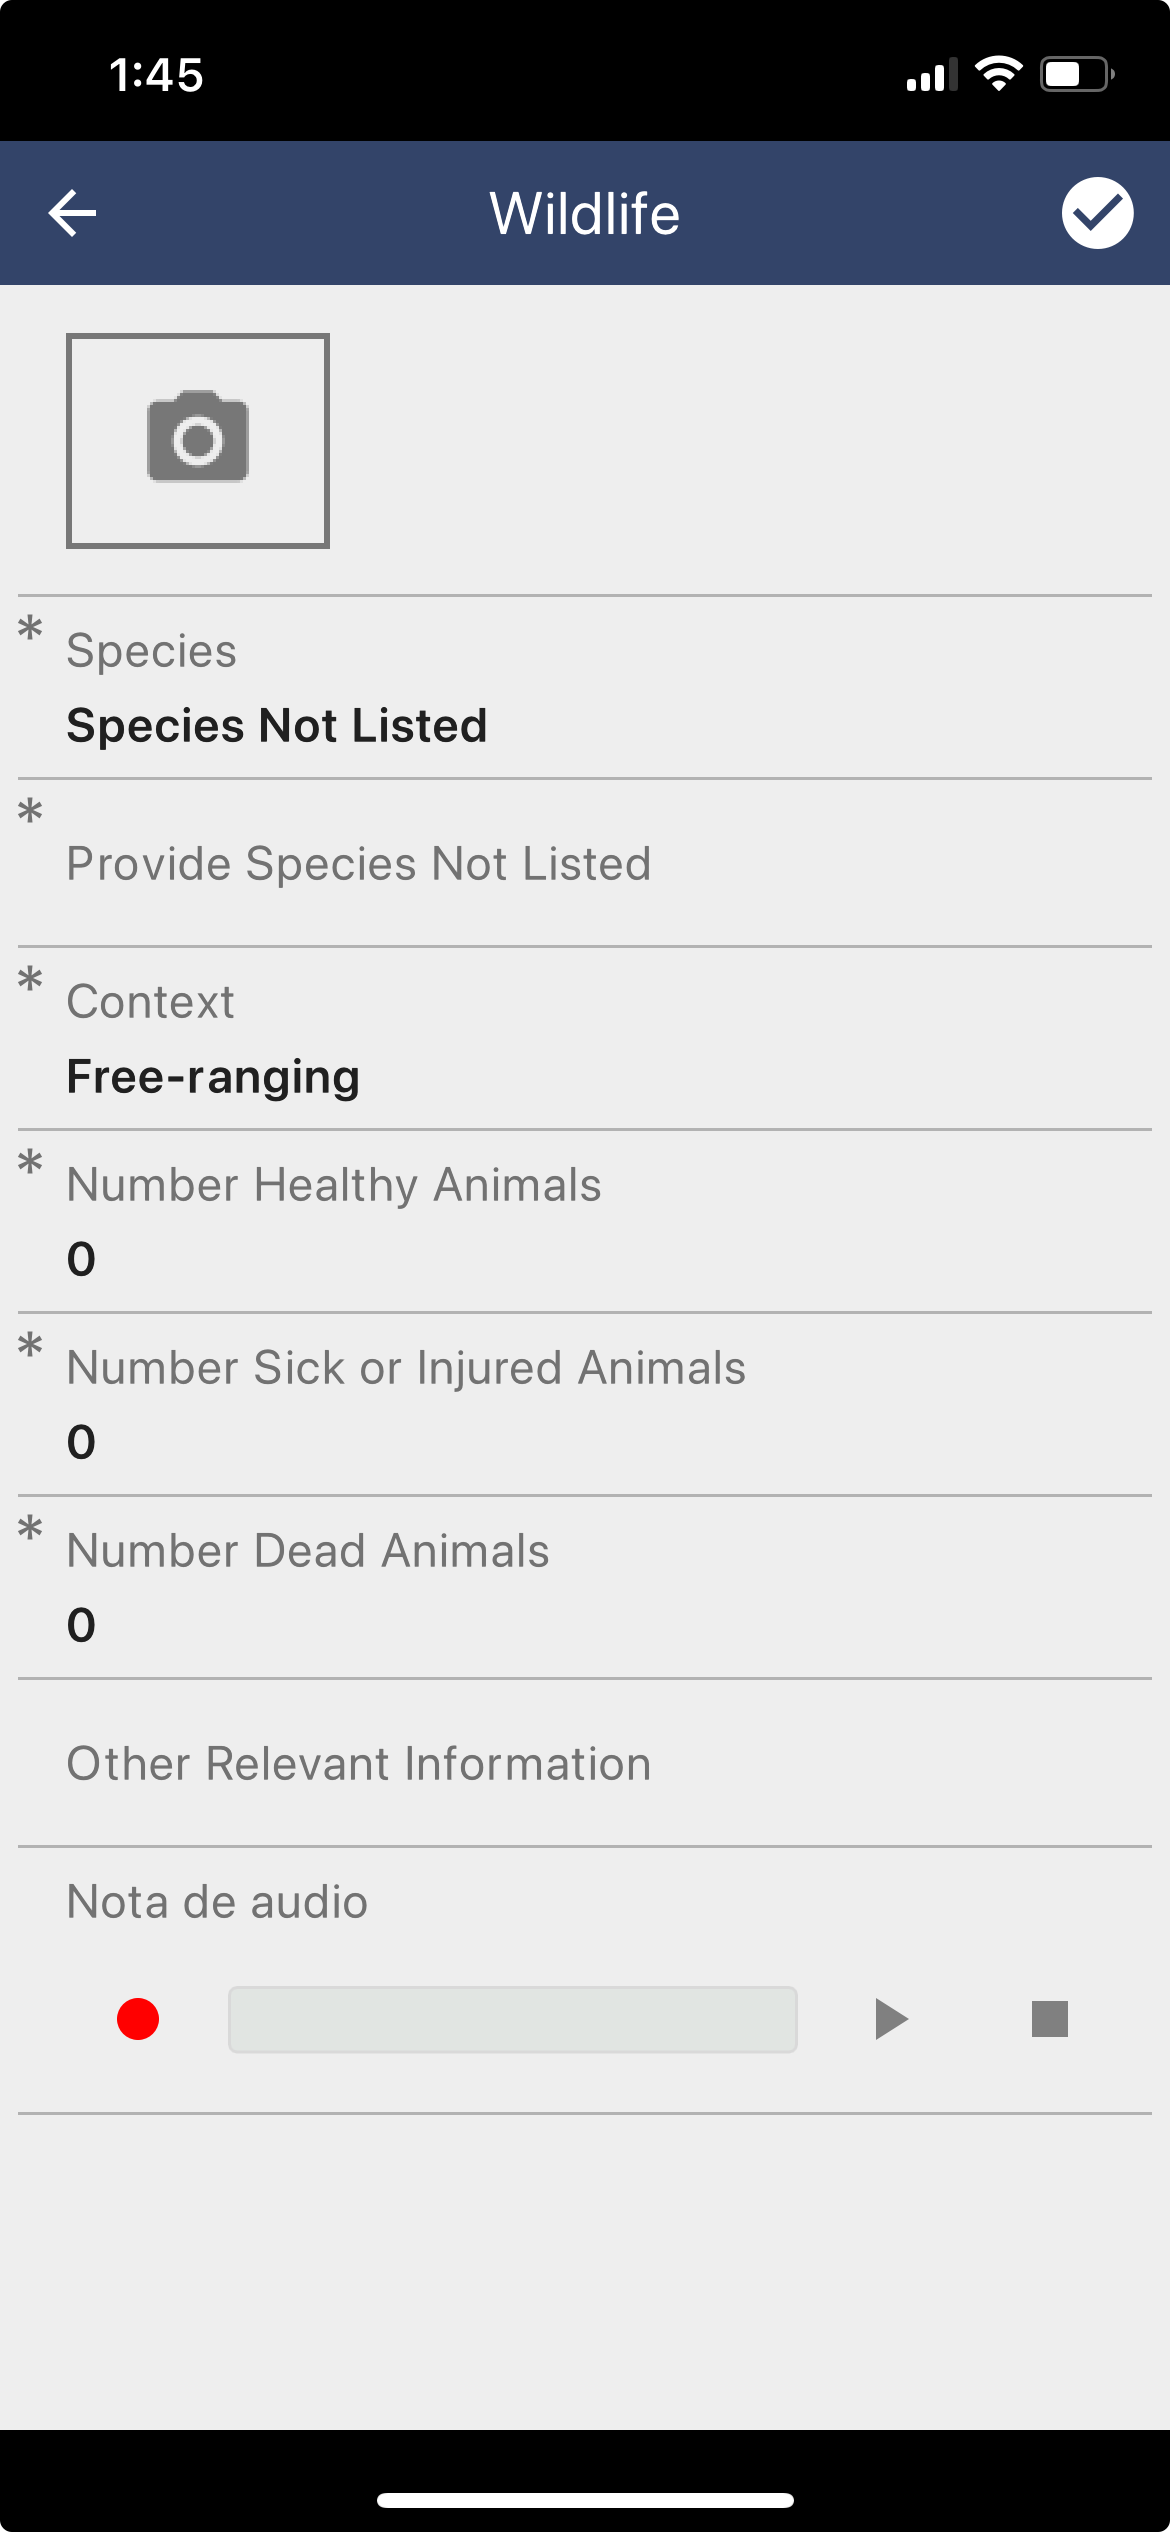 1:45
Wildlife
* Species
Species Not Listed
* Provide Species Not Listed
* Context
Free-ranging
* Number Healthy Animals
0
* Number Sick or Injured Animals
0
* Number Dead Animals
0
Other Relevant Information
Nota de audio